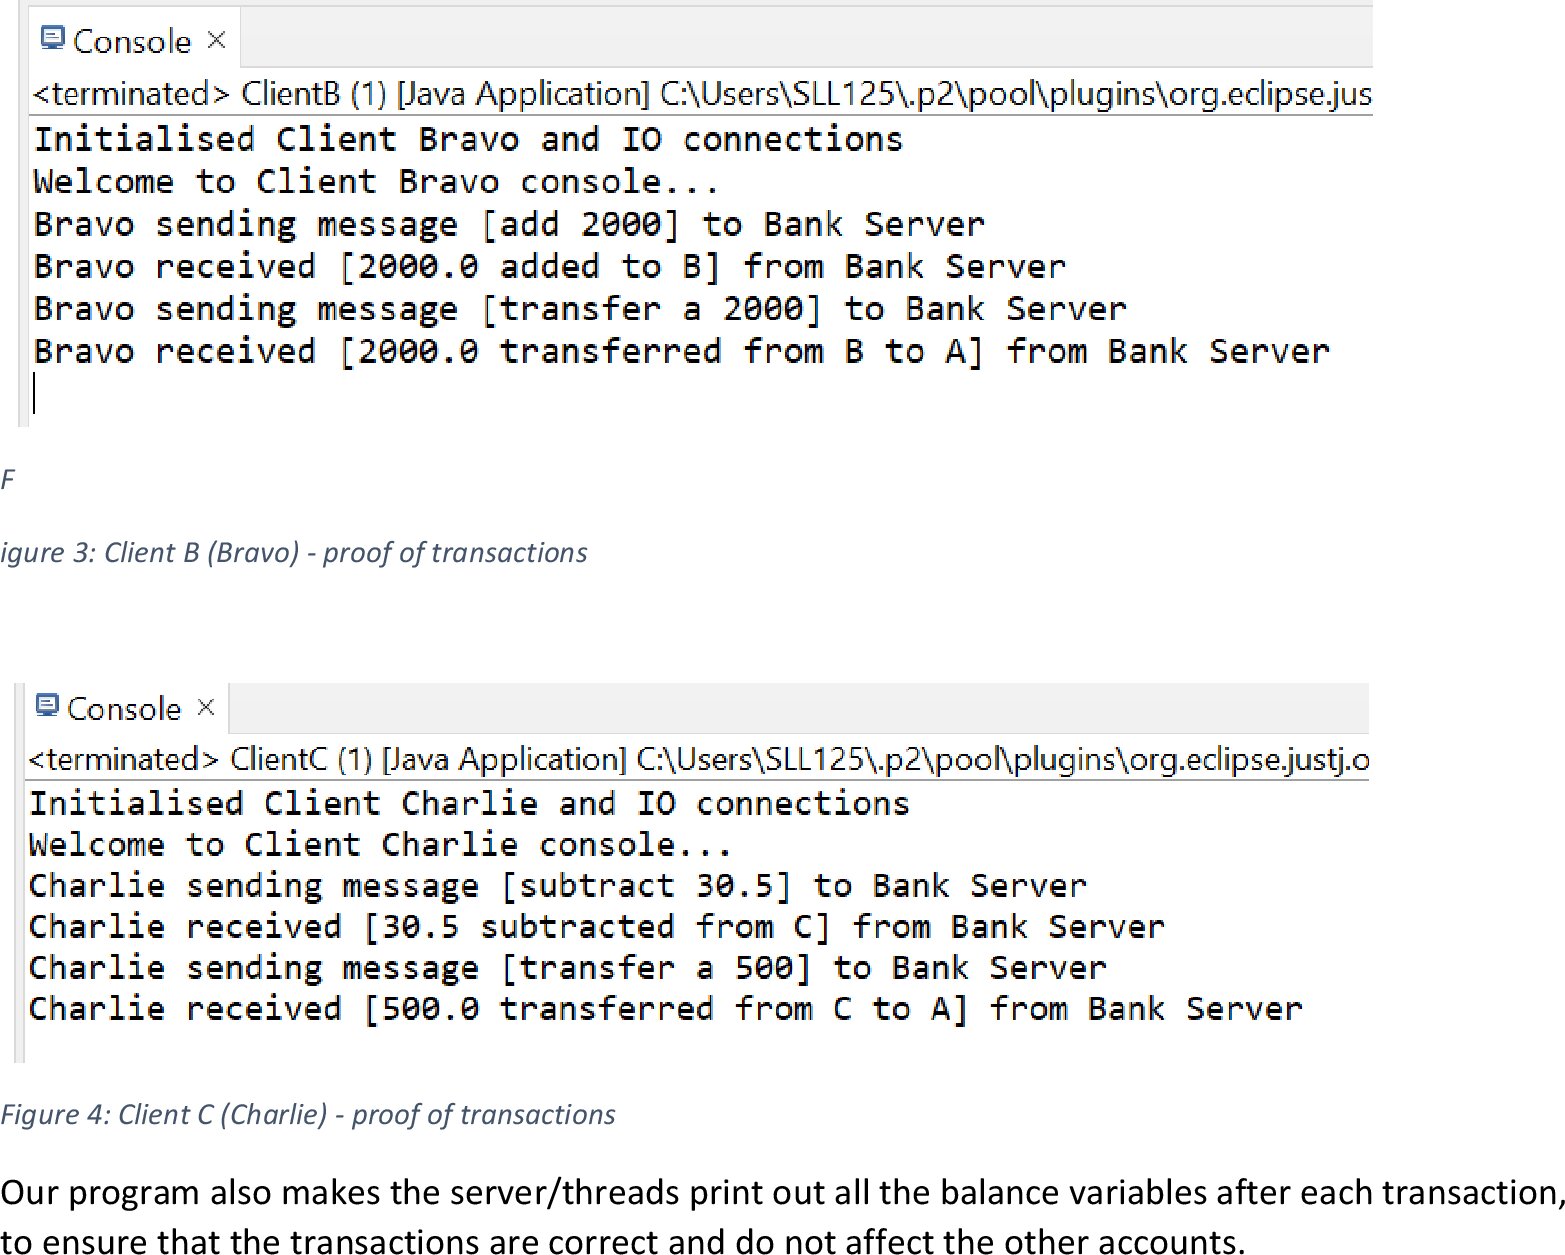 Console ×
<terminated> ClientB (1) [Java Application] C:\Users\SLL125\.p2\pool\plugins\org.eclipse.jus
Initialised Client Bravo and IO connections
Welcome to Client Bravo console...
Bravo sending message [add 2000] to Bank Server
Bravo received [2000.0 added to B] from Bank Server
Bravo sending message [transfer a 2000] to Bank Server
Bravo received [2000.0 transferred from B to A] from Bank Server
F
igure 3: Client B (Bravo) - proof of transactions
Console ×
<terminated> ClientC (1) [Java Application] C:\Users\SLL125\.p2\pool\plugins\org.eclipse.justj.o
Initialised Client Charlie and IO connections
Welcome to Client Charlie console...
Charlie sending message [subtract 30.5] to Bank Server
Charlie received [30.5 subtracted from C] from Bank Server
Charlie sending message [transfer a 500] to Bank Server
Charlie received [500.0 transferred from C to A] from Bank Server
Figure 4: Client C (Charlie) - proof of transactions
Our program also makes the server/threads print out all the balance variables after each transaction,
to ensure that the transactions are correct and do not affect the other accounts.